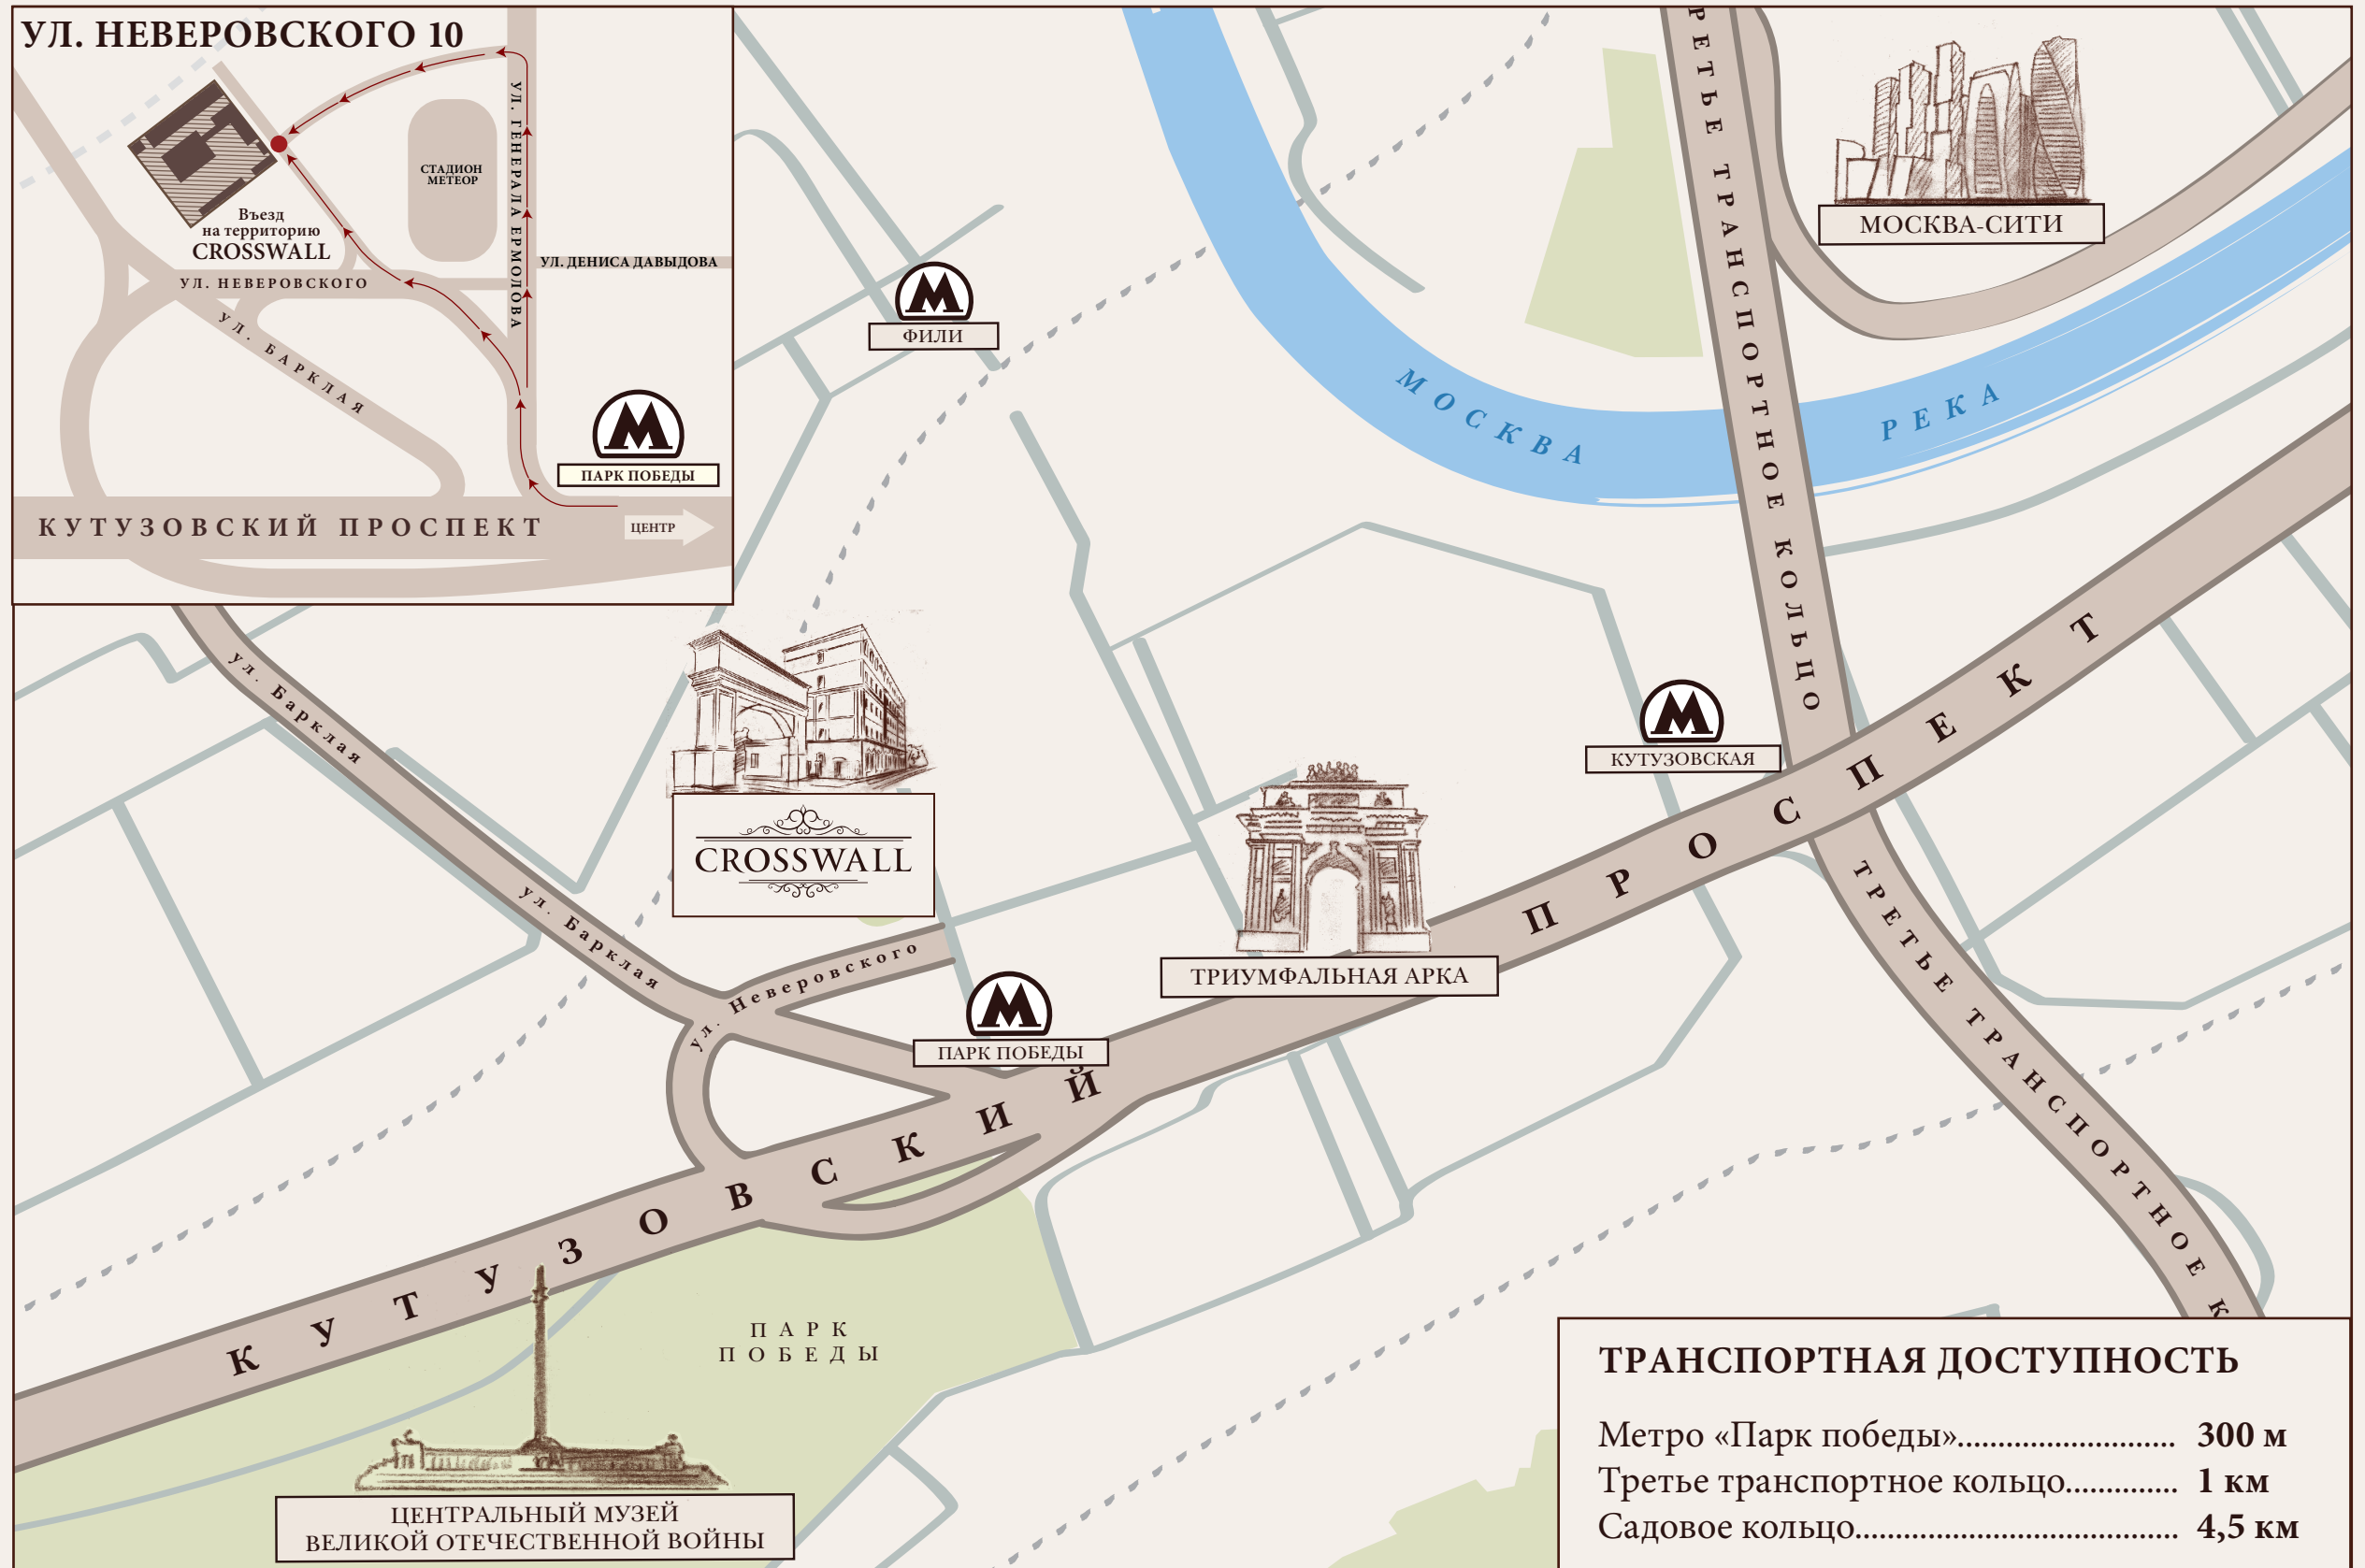 УЛ. НЕВЕРОВСКОГО 10
УЛ. ГЕНЕРАЛА ЕРМОЛОВА
СТАДИОН
МЕТЕОР
Въезд
на территорию
CROSSWALL
УЛ. ДЕНИСА ДАВЫДОВА
УЛ. НЕВЕРОВСКОГО
УЛ. БАРКЛАЯ
ПАРК ПОБЕДЫ
КУТУЗОВСКИЙ ПРОСПЕКТ
ЦЕНТР
РЕТЬЕ ТРАНСПОРТНОЕ КОЛЬЦО
МОСКВА-СИТИ
ФИЛИ
МОСКВА
РЕКА
ул. Барклая
КУТУЗОВСКАЯ
CROSSWALL
ул. Барклая
ул. Неверовского
ТРИУМФАЛЬНАЯ АРКА
ПАРК ПОБЕДЫ
КУТУЗОВСКИЙ ПРОСПЕКТ
ТРЕТЬЕ ТРАНСПОРТНОЕ К
ПАРК
ПОБЕДЫ
ЦЕНТРАЛЬНЫЙ МУЗЕЙ
ВЕЛИКОЙ ОТЕЧЕСТВЕННОЙ ВОЙНЫ
ТРАНСПОРТНАЯ ДОСТУПНОСТЬ
Метро «Парк победы»........................... 300 м
Третье транспортное кольцо.............. 1 км
Садовое кольцо........................................ 4,5 км